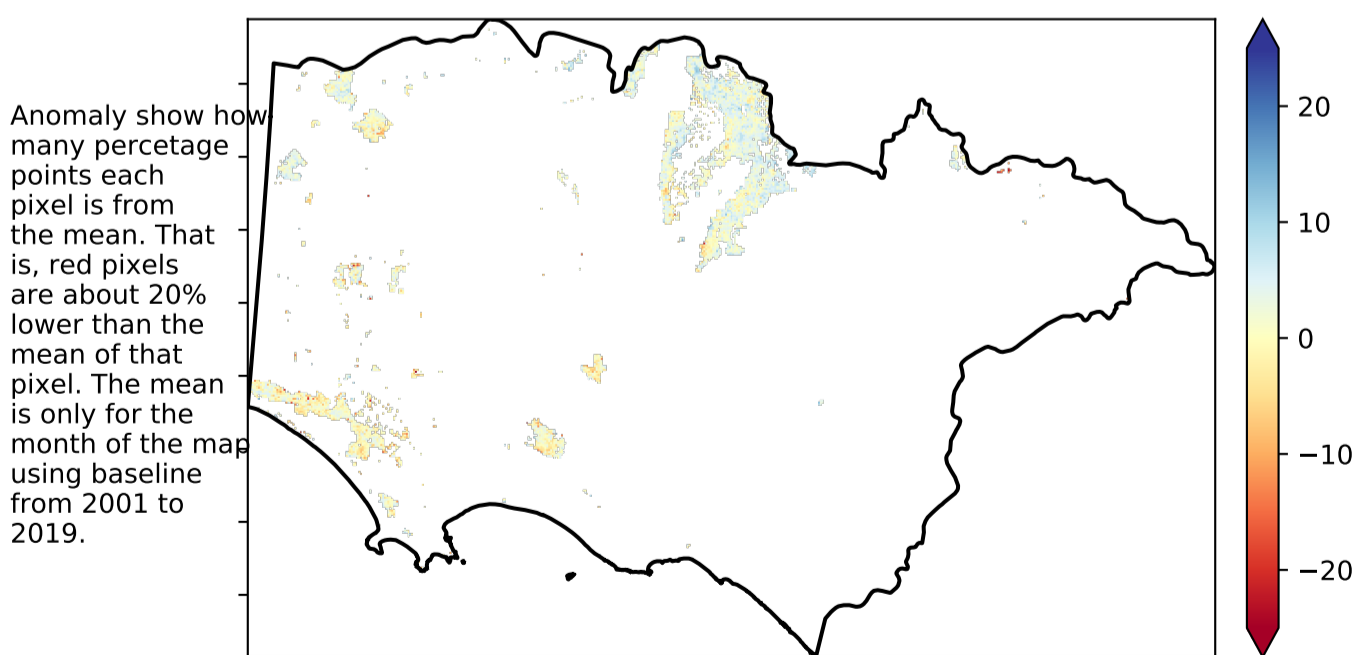 Anomaly show how
many percetage
points each
pixel is from
the mean. That
is, red pixels
are about 20%
lower than the
mean of that
pixel. The mean
is only for the
month of the map
using baseline
from 2001 to
2019.
20
10
0
−10
−20